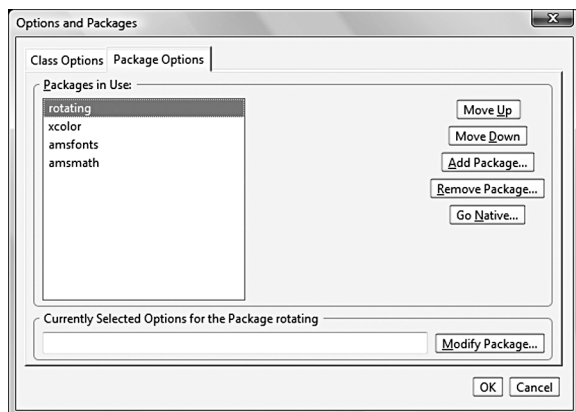 Options and Packages
x
Class Options
Package Options
Packages in Use:
rotating
xcolor
amsfonts
amsmath
Move Up
Move Down
Add Package...
Remove Package...
Go Native...
Currently Selected Options for the Package rotating
Modify Package...
OK
Cancel